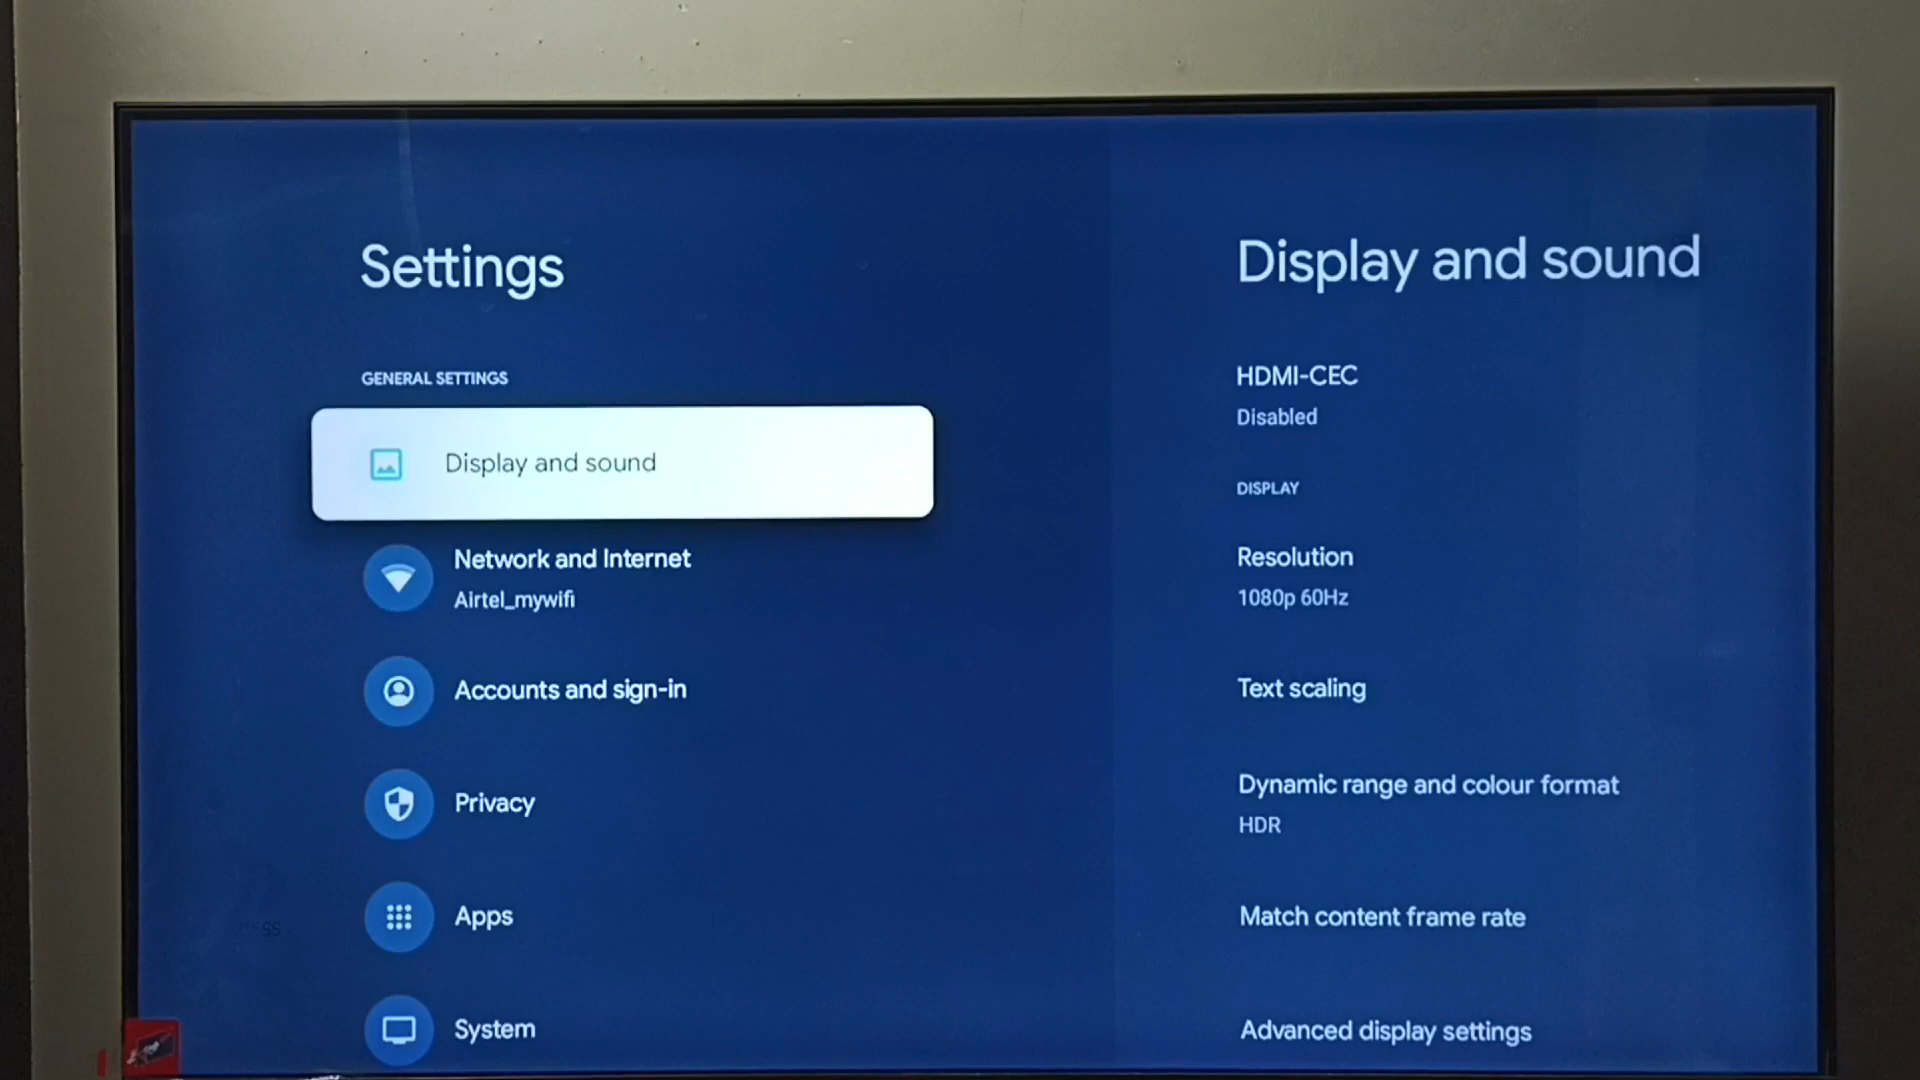 Settings
GENERAL SETTINGS
Display and sound
Network and Internet
Airtel_mywifi
Accounts and sign-in
Privacy
Apps
System
Display and sound
HDMI-CEC
Disabled
DISPLAY
Resolution
1080p 60Hz
Text scaling
Dynamic range and colour format
HDR
Match content frame rate
Advanced display settings